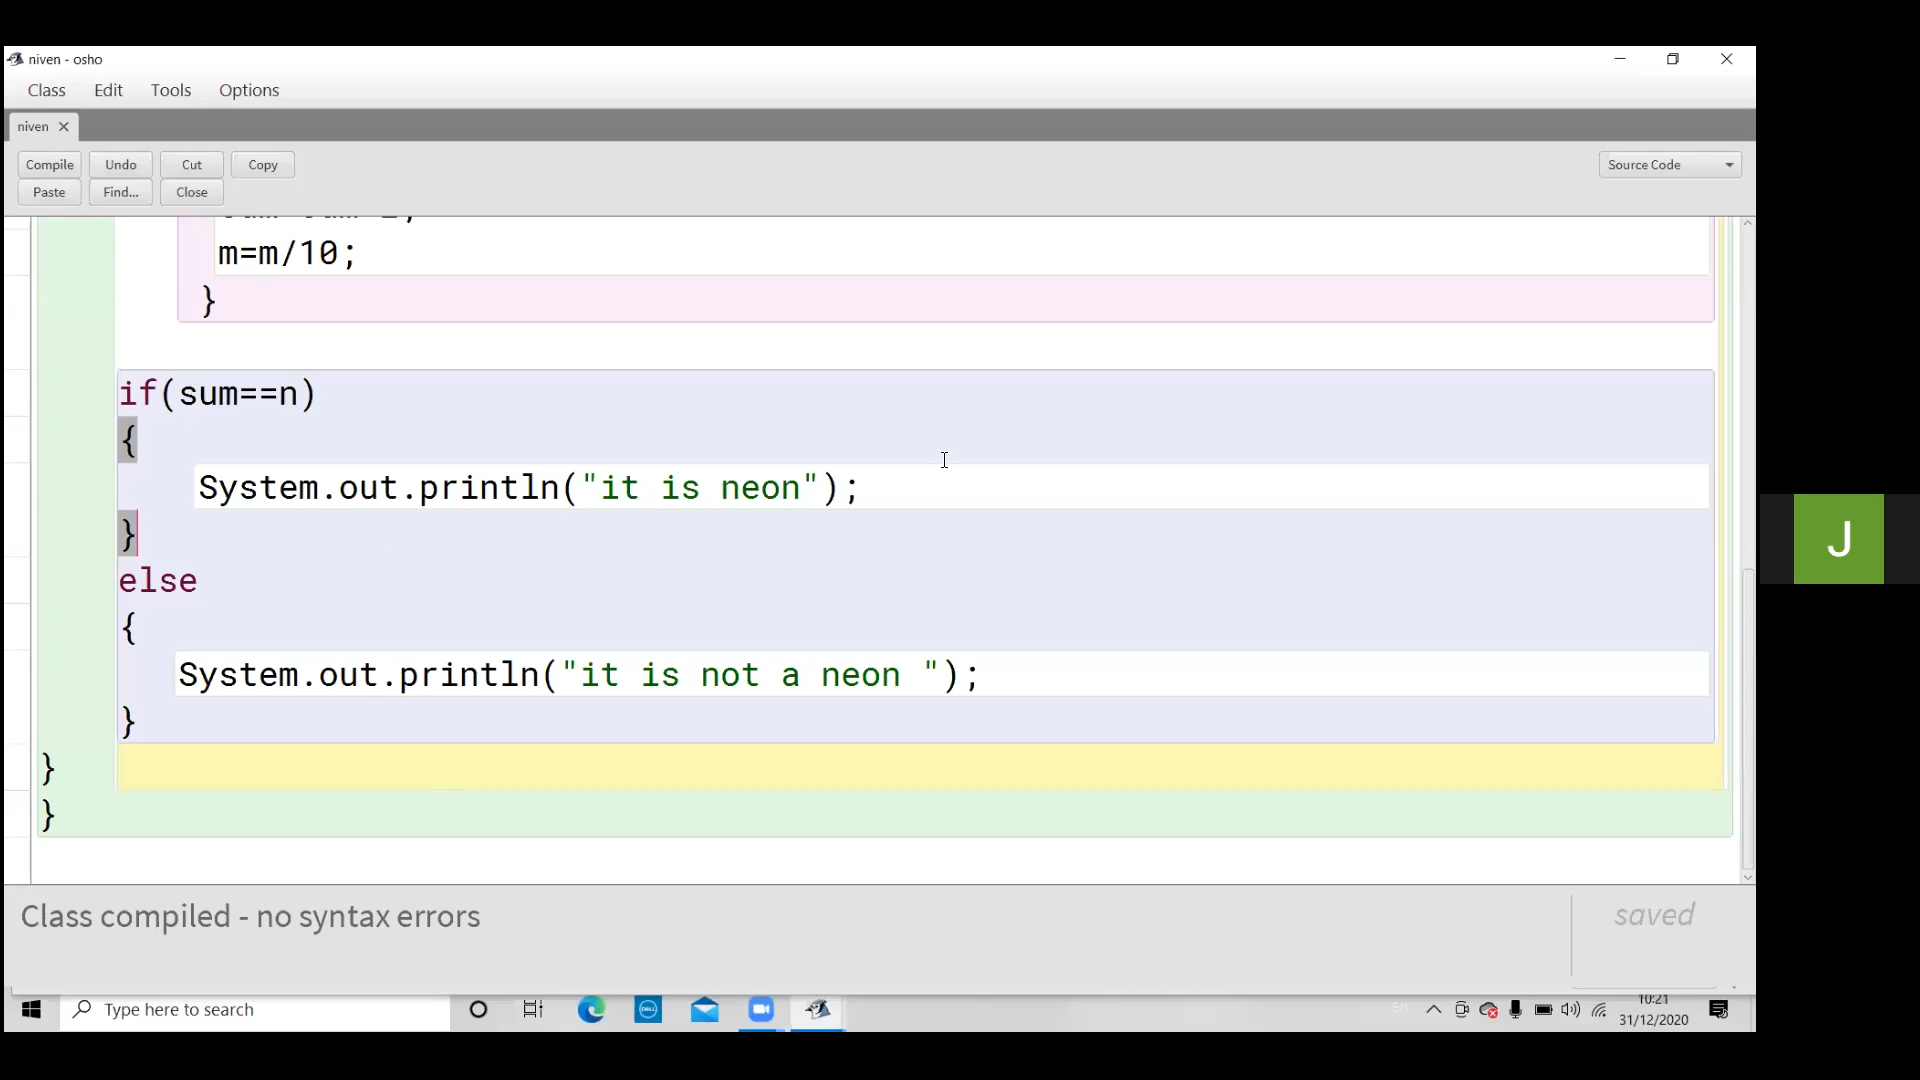 niven - osho
Class Edit Tools Options
niven
Compile Undo Cut Copy
Paste Find... Close
Source Code
m=m/10;
}
if(sum==n)
{
System.out.println("it is neon");
}
else
{
System.out.println("it is not a neon ");
}
}
}
Class compiled - no syntax errors
saved
J
Type here to search
DELL
10:21
31/12/2020